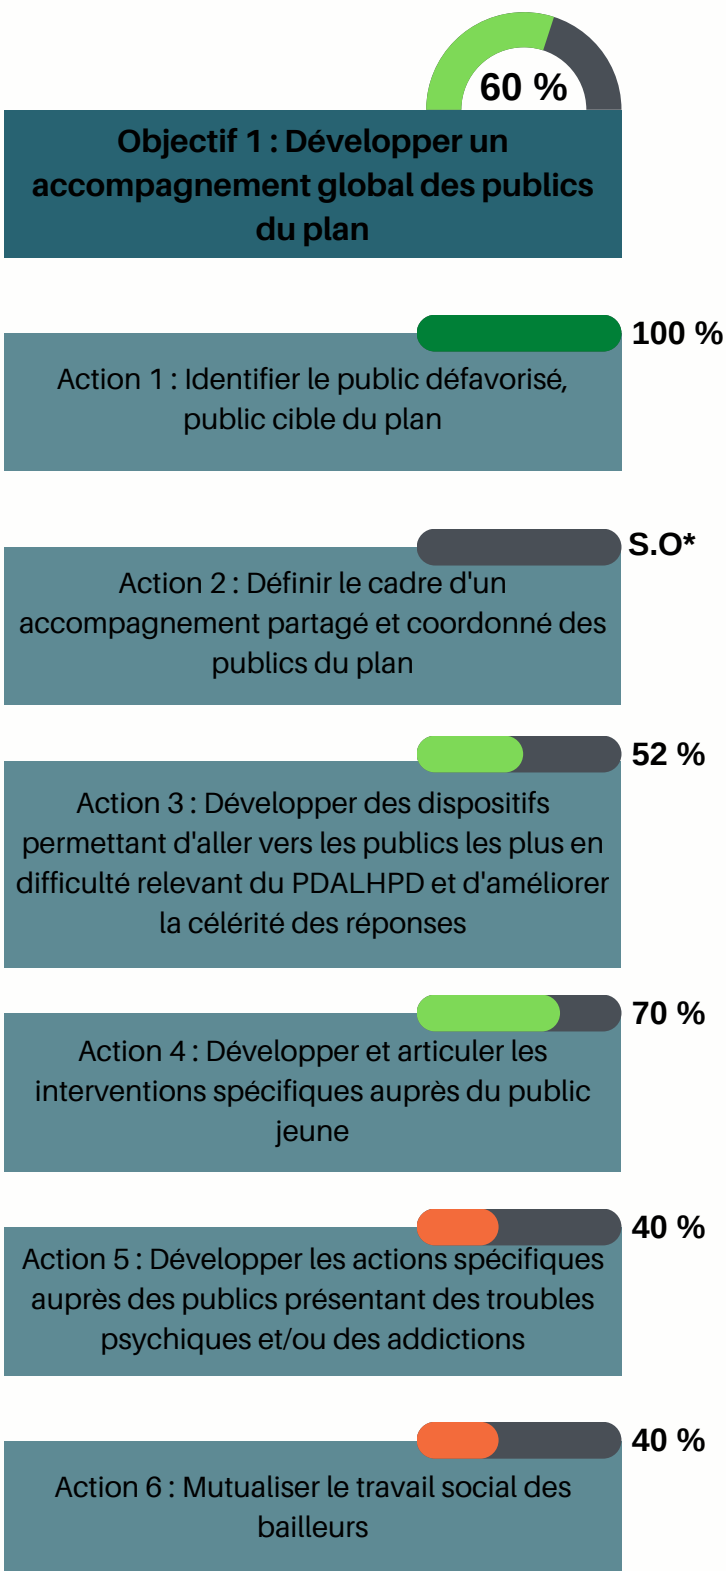 60 %
Objectif 1 : Développer un
accompagnement global des publics
du plan
100 %
Action 1 : Identifier le public défavorisé,
public cible du plan
S.O*
Action 2 : Définir le cadre d'un
accompagnement partagé et coordonné des
publics du plan
52 %
Action 3 : Développer des dispositifs
permettant d'aller vers les publics les plus en
difficulté relevant du PDALHPD et d'améliorer
la célérité des réponses
70 %
Action 4 : Développer et articuler les
interventions spécifiques auprès du public
jeune
40 %
Action 5 : Développer les actions spécifiques
auprès des publics présentant des troubles
psychiques et/ou des addictions
40 %
Action 6 : Mutualiser le travail social des
bailleurs